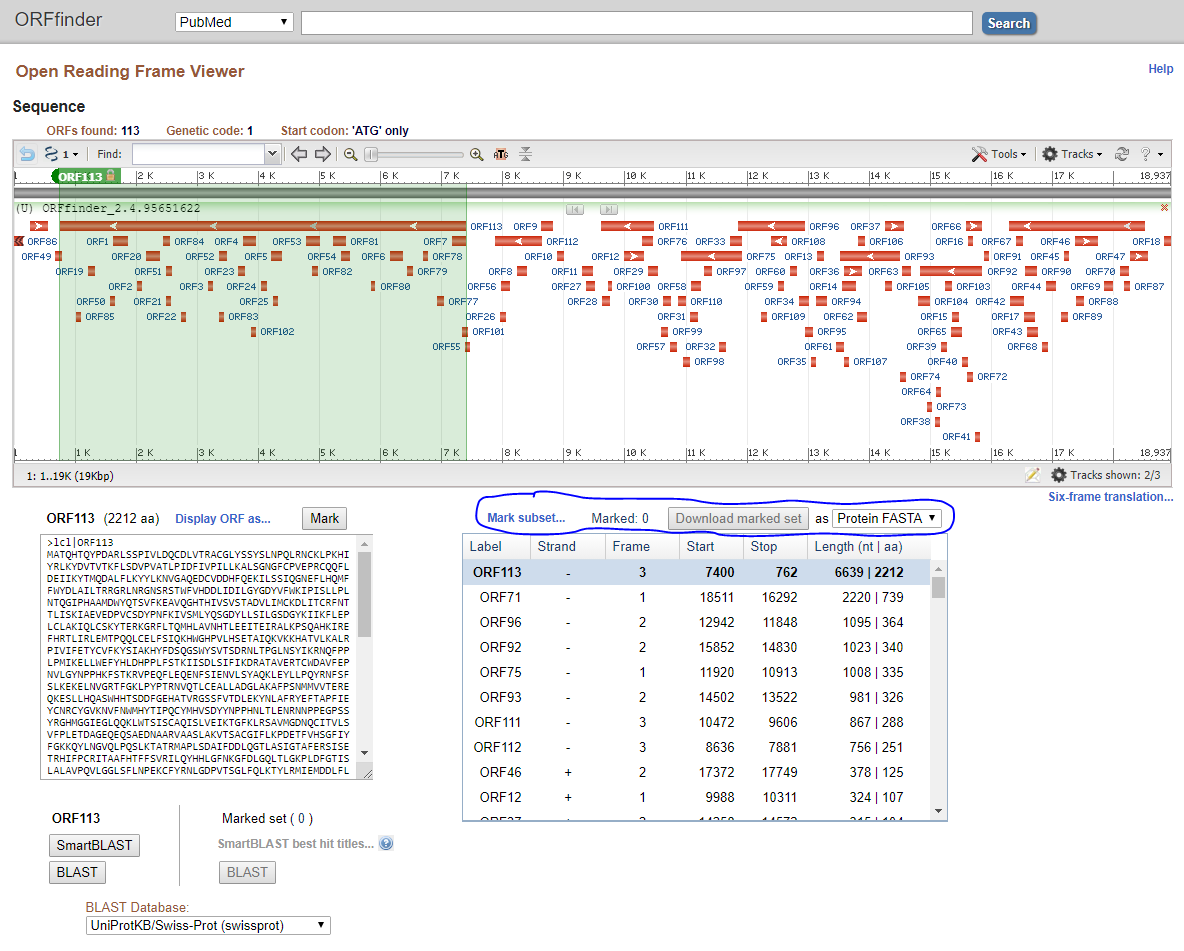 ORFfinder PubMed Search
Open Reading Frame Viewer
Help
Sequence
ORFs found: 113 Genetic code: 1 Start codon: 'ATG' only
1 Find: ATG Tools Tracks ?
1 ORF113 2 K 3 K 4 K 5 K 6 K 7 K 8 K 9 K 10 K 11 K 12 K 13 K 14 K 15 K 16 K 17 K 18,937
(U) ORFfinder_2.4.95651622
ORF113 ORF9 ORF111 ORF96 ORF37 ORF66
ORF86 ORF1 ORF84 ORF4 ORF53 ORF81 ORF7 ORF112 ORF76 ORF33 ORF108 ORF106 ORF16 ORF67 ORF46 ORF18
ORF49 ORF20 ORF52 ORF5 ORF54 ORF6 ORF78 ORF10 ORF12 ORF75 ORF13 ORF93 ORF91 ORF45 ORF47
ORF19 ORF51 ORF23 ORF82 ORF79 ORF8 ORF11 ORF29 ORF97 ORF60 ORF36 ORF63 ORF92 ORF90 ORF70
ORF2 ORF3 ORF24 ORF80 ORF56 ORF27 ORF100 ORF58 ORF59 ORF14 ORF105 ORF103 ORF44 ORF69 ORF87
ORF50 ORF21 ORF25 ORF77 ORF28 ORF30 ORF110 ORF34 ORF94 ORF104 ORF42 ORF88
ORF85 ORF22 ORF83 ORF26 ORF31 ORF109 ORF62 ORF15 ORF17 ORF89
ORF102 ORF101 ORF99 ORF95 ORF65 ORF43
ORF55 ORF57 ORF32 ORF61 ORF39 ORF68
ORF98 ORF35 ORF107 ORF40
ORF74 ORF72
ORF64
ORF73
ORF38
ORF41
1 1 K 2 K 3 K 4 K 5 K 6 K 7 K 8 K 9 K 10 K 11 K 12 K 13 K 14 K 15 K 16 K 17 K 18,937
1: 1..19K (19Kbp) Tracks shown: 2/3
Six-frame translation...
ORF113 (2212 aa) Display ORF as... Mark
>lcl|ORF113
MATQHTQYPDARLSSPIVLDQCDLVTRACGLYSSYSLNPQLRNCKLPKHI
YRLKYDVTVTKFLSDVPVATLPIDFIVPILLKALSGNGFCPVEPRCQQFL
DEIIKYTMQDALFLKYYLKNVGAQEDCVDDHFQEKILSSIQGNEFLHQMF
FWYDLAILTRRGRLNRGNSRSTWFVHDDLIDILGYGDYVFWKIPISLLPL
NTQGIPHAAMDWYQTSVFKEAVQGHTHIVSVSTADVLIMCKDLITCRFNT
TLISKIAEVEDPVCSDYPNFKIVSMLYQSGDYLLSILGSDGYKIIKFLEP
LCLAKIQLCSKYTERKGRFLTQMHLAVNHTLEEITEIRALKPSQAHKIRE
FHRTLIRLEMTPQQLCELFSIQKHWGHPVLHSETAIQKVKKHATVLKALR
PIVIFETYCVFKYSIAKHYFDSQGSWYSVTSDRNLTPGLNSYIKRNQFPP
LPMIKELLWEFYHLDHPPLFSTKIISDLSIFIKDRATAVERTCWDAVFEP
NVLGYNPPHKFSTKRVPEQFLEQENFSIENVLSYAQKLEYLLPQYRNFSF
SLKEKELNVGRTFGKLPYPTRNVQTLCEALLADGLAKAFPSNMMVVTERE
QKESLLHQASWHHTSDDFGEHATVRGSSFVTDLEKYNLAFRYEFTAPFIE
YCNRCYGVKNVFNWMHYTIPQCYMHVSDYYNPPHNLTLENRNNPPEGPSS
YRGHMGGIEGLQQKLWTSISCAQISLVEIKTGFKLRSAVMGDNQCITVLS
VFPLETDAGEQEQSAEDNAARVAASLAKVTSACGIFLKPDETFVHSGFIY
FGKKQYLNGVQLPQSLKTATRMAPLSDAIFDDLQGTLASIGTAFERSISE
TRHIFPCRITAAFHTFFSVRILQYHHLGFNKGFDLGQLTLGKPLDFGTIS
LALAVPQVLGGLSFLNPEKCFYRNLGDPVTSGLFQLKTYLRMIEMDDLFL
Mark subset... Marked: 0 Download marked set as Protein FASTA
Label Strand Frame Start Stop Length (nt | aa)
ORF113 - 3 7400 762 6639 | 2212
ORF71 - 1 18511 16292 2220 | 739
ORF96 - 2 12942 11848 1095 | 364
ORF92 - 2 15852 14830 1023 | 340
ORF75 - 1 11920 10913 1008 | 335
ORF93 - 2 14502 13522 981 | 326
ORF111 - 3 10472 9606 867 | 288
ORF112 - 3 8636 7881 756 | 251
ORF46 + 2 17372 17749 378 | 125
ORF12 + 1 9988 10311 324 | 107
ORF113 Marked set ( 0 )
SmartBLAST SmartBLAST best hit titles... ?
BLAST BLAST
BLAST Database:
UniProtKB/Swiss-Prot (swissprot)